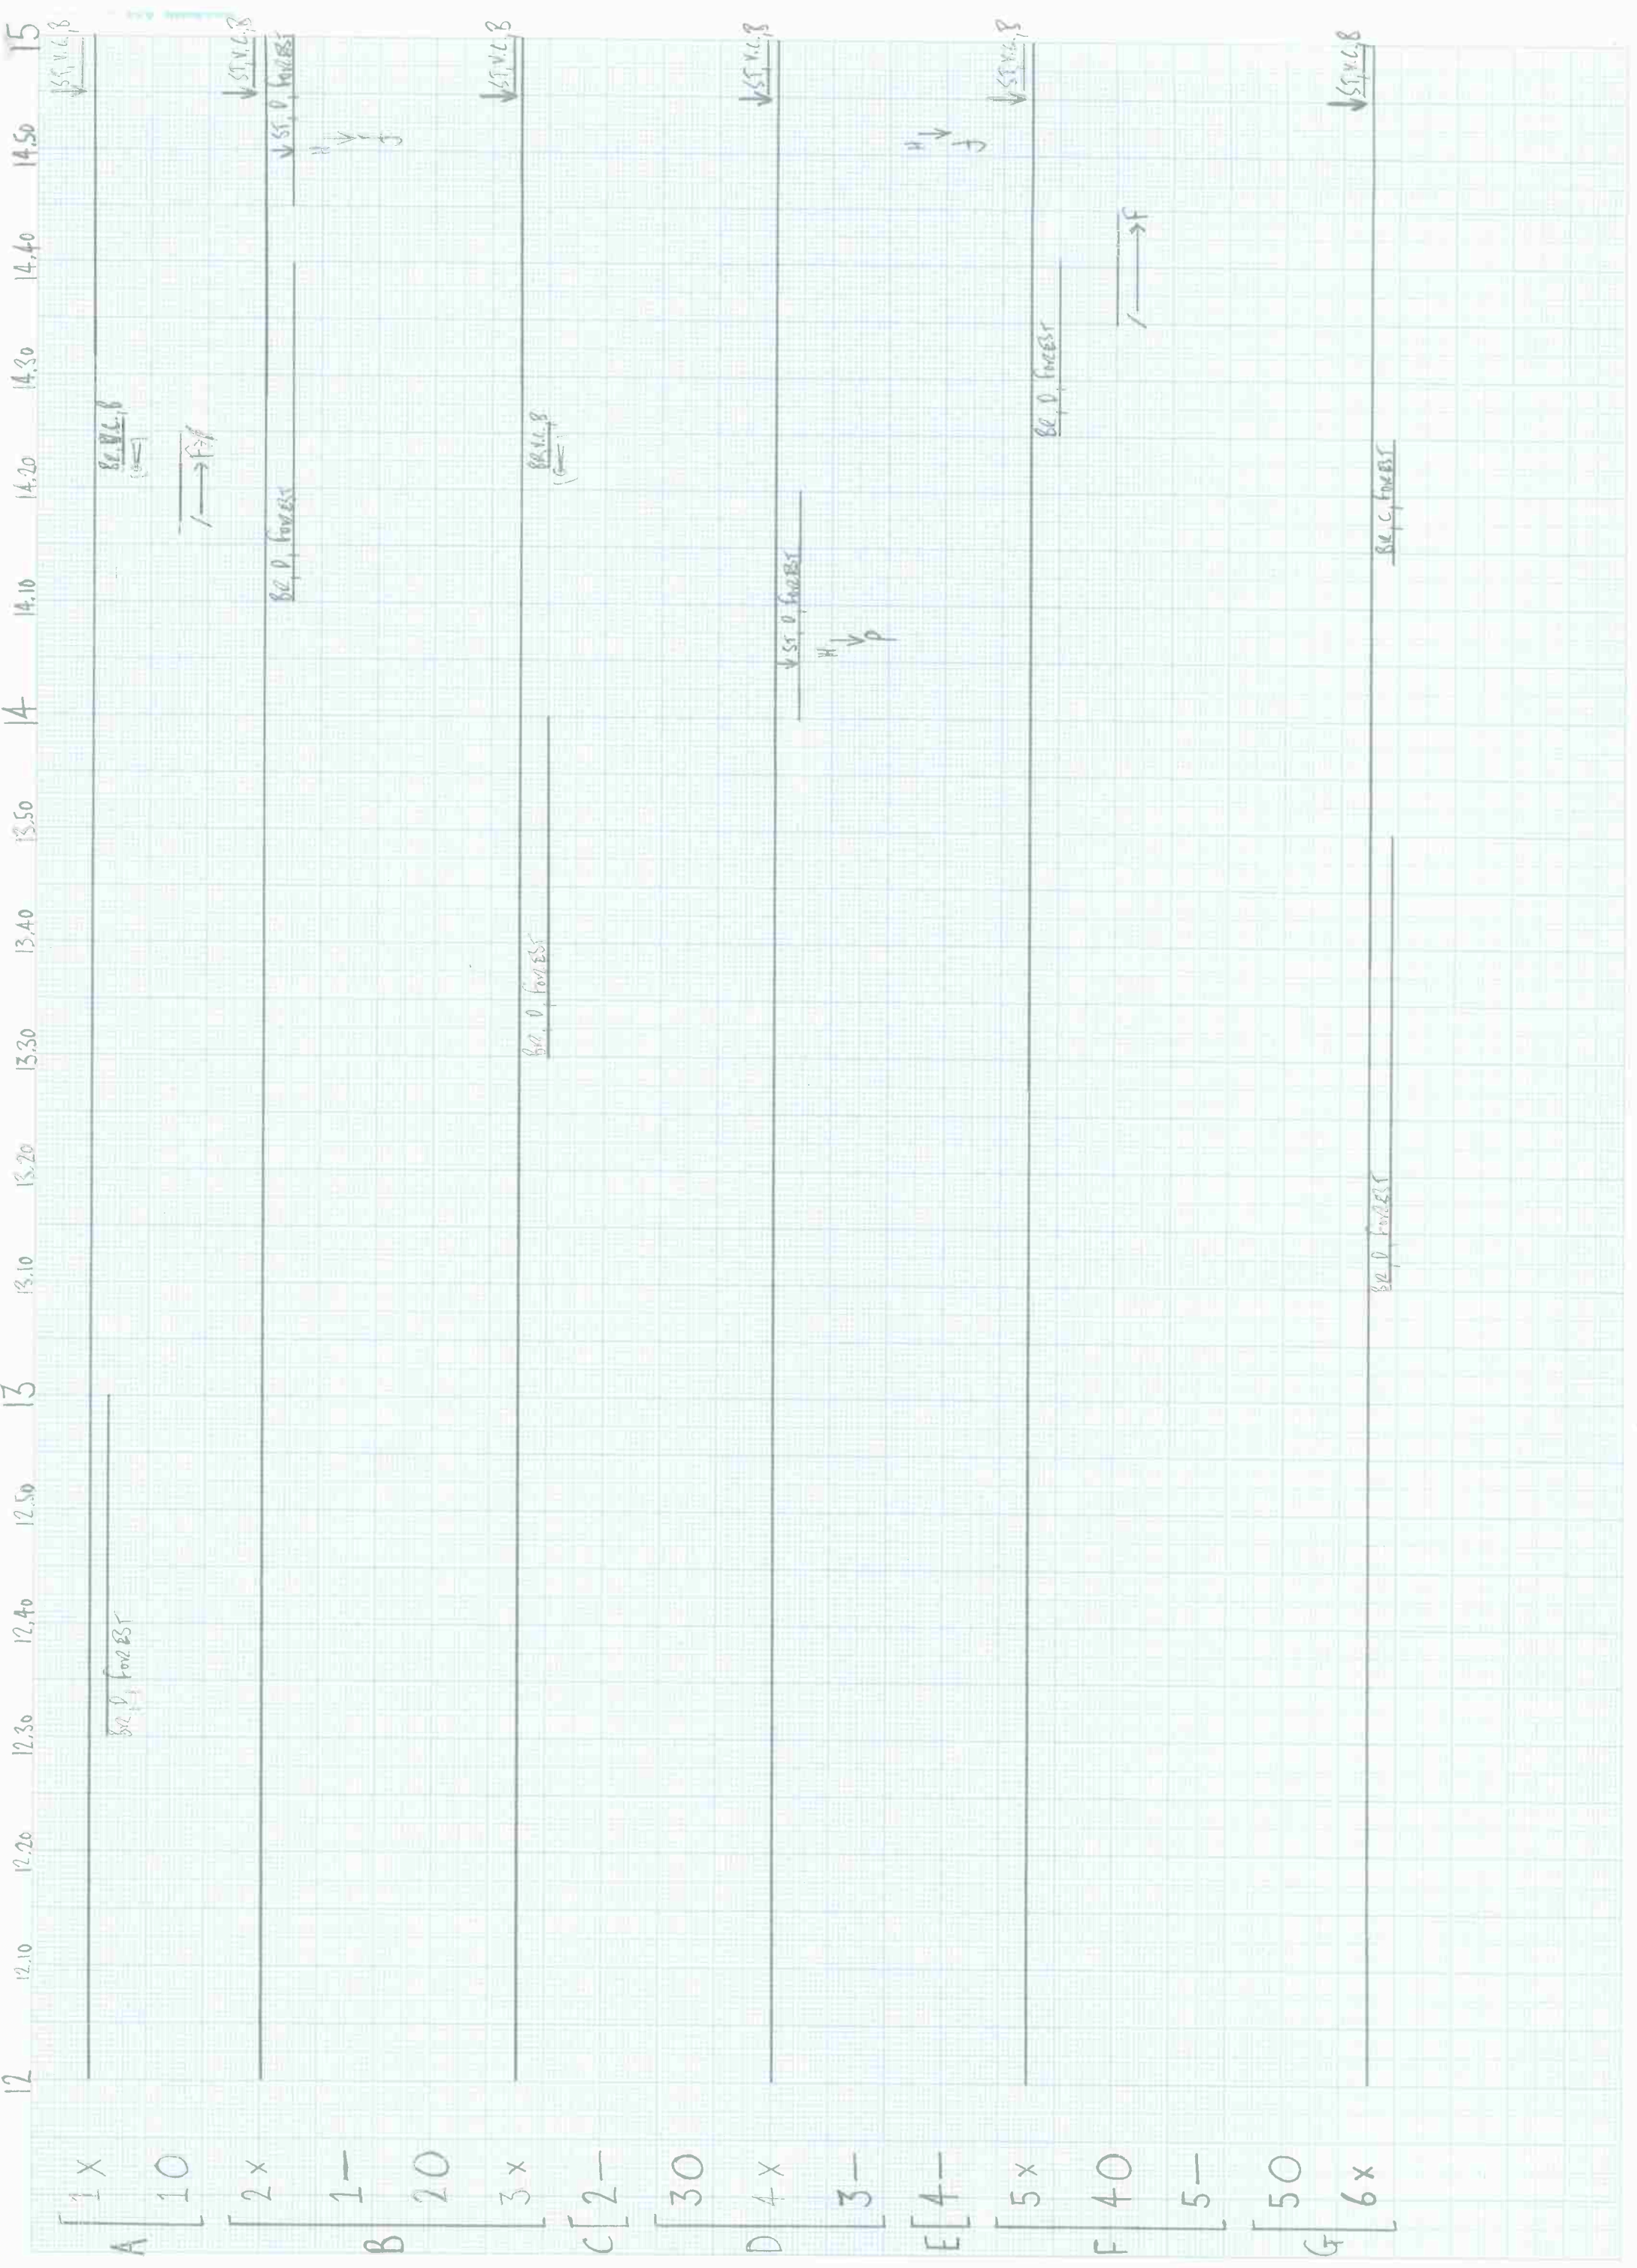 12 12.10 12.20 12.30 12.40 12.50 13 13.10 13.20 13.30 13.40 13.50 14 14.10 14.20 14.30 14.40 14.50 15
ST, V.C., B
A
1 x
BR, D, FOREST
BR, V.C., B
10
F
ST, V.C., B
B
2 x
BR, D, FOREST
ST, D, FOREST
1 –
H
20
ST, V.C., B
3 x
BR, D, FOREST
BR, V.C., B
C
2 –
30
ST, V.C., B
D
4 x
ST, D, FOREST
3 –
H
P
E
4 –
H
J
ST, V.C., B
5 x
BR, D, FOREST
F
40
F
5 –
G
50
ST, V.C., B
6 x
BR, D, FOREST
BR, C, FOREST